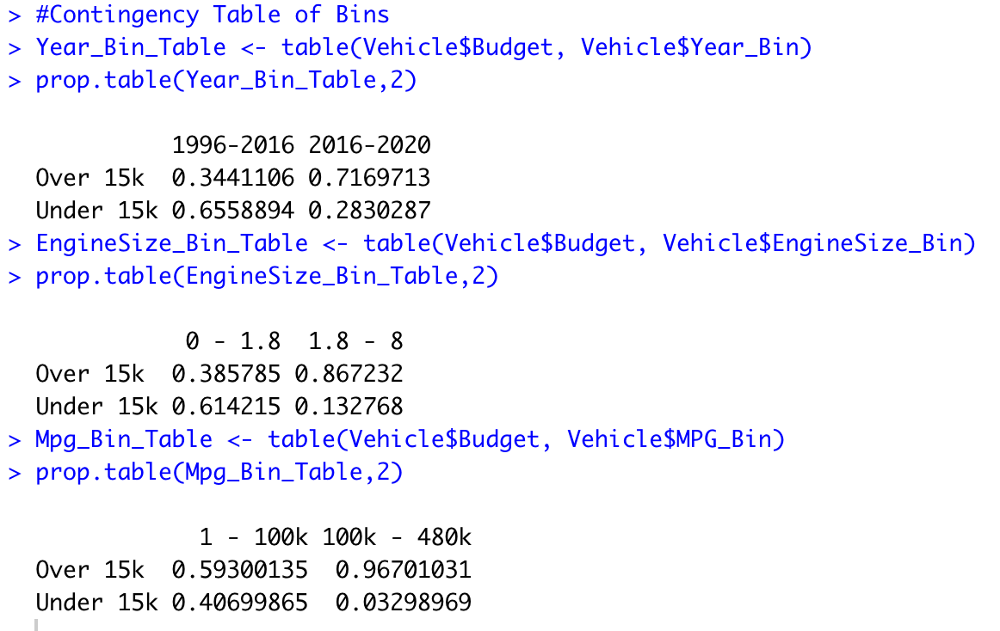 > #Contingency Table of Bins
> Year_Bin_Table <- table(Vehicle$Budget, Vehicle$Year_Bin)
> prop.table(Year_Bin_Table,2)
1996-2016 2016-2020
Over 15k 0.3441106 0.7169713
Under 15k 0.6558894 0.2830287
> EngineSize_Bin_Table <- table(Vehicle$Budget, Vehicle$EngineSize_Bin)
> prop.table(EngineSize_Bin_Table,2)
0 - 1.8 1.8 - 8
Over 15k 0.385785 0.867232
Under 15k 0.614215 0.132768
> Mpg_Bin_Table <- table(Vehicle$Budget, Vehicle$MPG_Bin)
> prop.table(Mpg_Bin_Table,2)
1 - 100k 100k - 480k
Over 15k 0.59300135 0.96701031
Under 15k 0.40699865 0.03298969